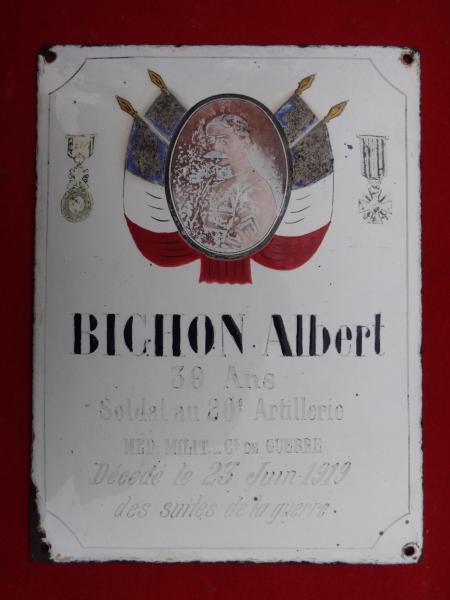 BICHON Albert
39 Ans
Soldat au 20e Artillerie
MÉD. MILIT._ Cx DE GUERRE
Décédé le 23 Juin 1919
des suites de la guerre.